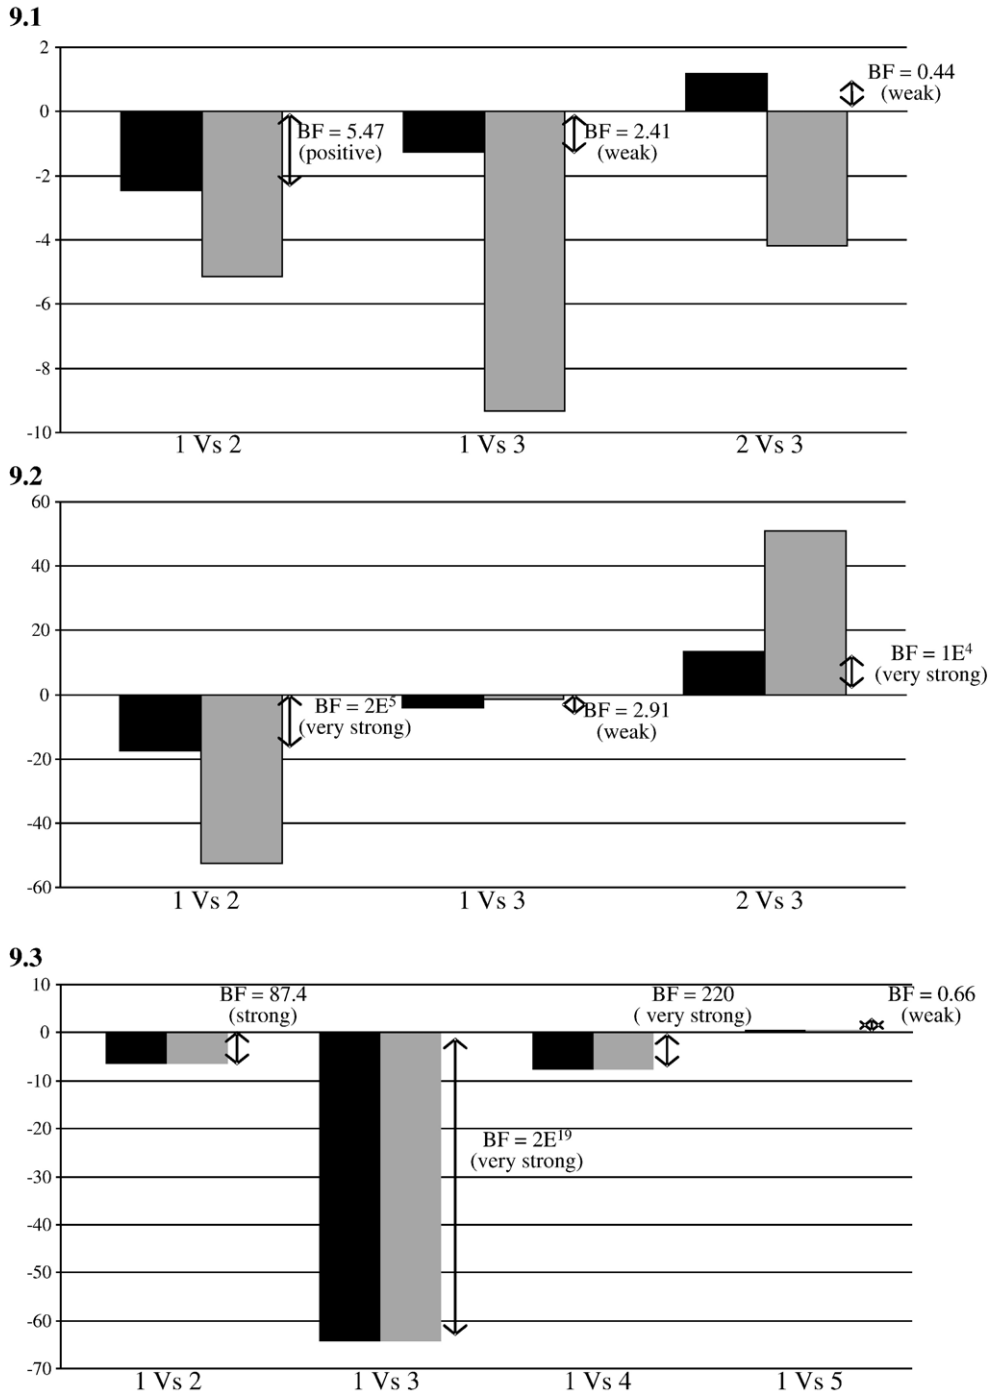 9.1
2
BF = 0.44
(weak)
0
BF = 5.47
(positive)
BF = 2.41
(weak)
-2
-4
-6
-8
-10
1 Vs 2
1 Vs 3
2 Vs 3
9.2
60
40
20
BF = 1E⁴
(very strong)
0
BF = 2E⁵
(very strong)
BF = 2.91
(weak)
-20
-40
-60
1 Vs 2
1 Vs 3
2 Vs 3
9.3
10
BF = 87.4
(strong)
BF = 220
( very strong)
BF = 0.66
(weak)
0
-10
-20
BF = 2E¹⁹
(very strong)
-30
-40
-50
-60
-70
1 Vs 2
1 Vs 3
1 Vs 4
1 Vs 5